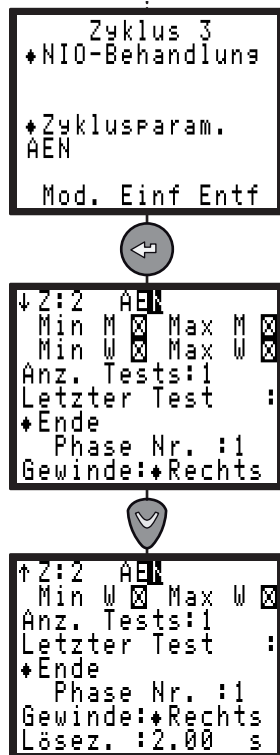 Zyklus 3
♦NIO-Behandlung
♦Zyklusparam.
AEN
Mod. Einf Entf
↓Z:2 AEN
Min M ☒ Max M ☒
Min W ☒ Max W ☒
Anz. Tests:1
Letzter Test :
♦Ende
Phase Nr. :1
Gewinde:♦Rechts
↑Z:2 AEN
Min W ☒ Max W ☒
Anz. Tests:1
Letzter Test :
♦Ende
Phase Nr. :1
Gewinde:♦Rechts
Lösez. :2.00 s